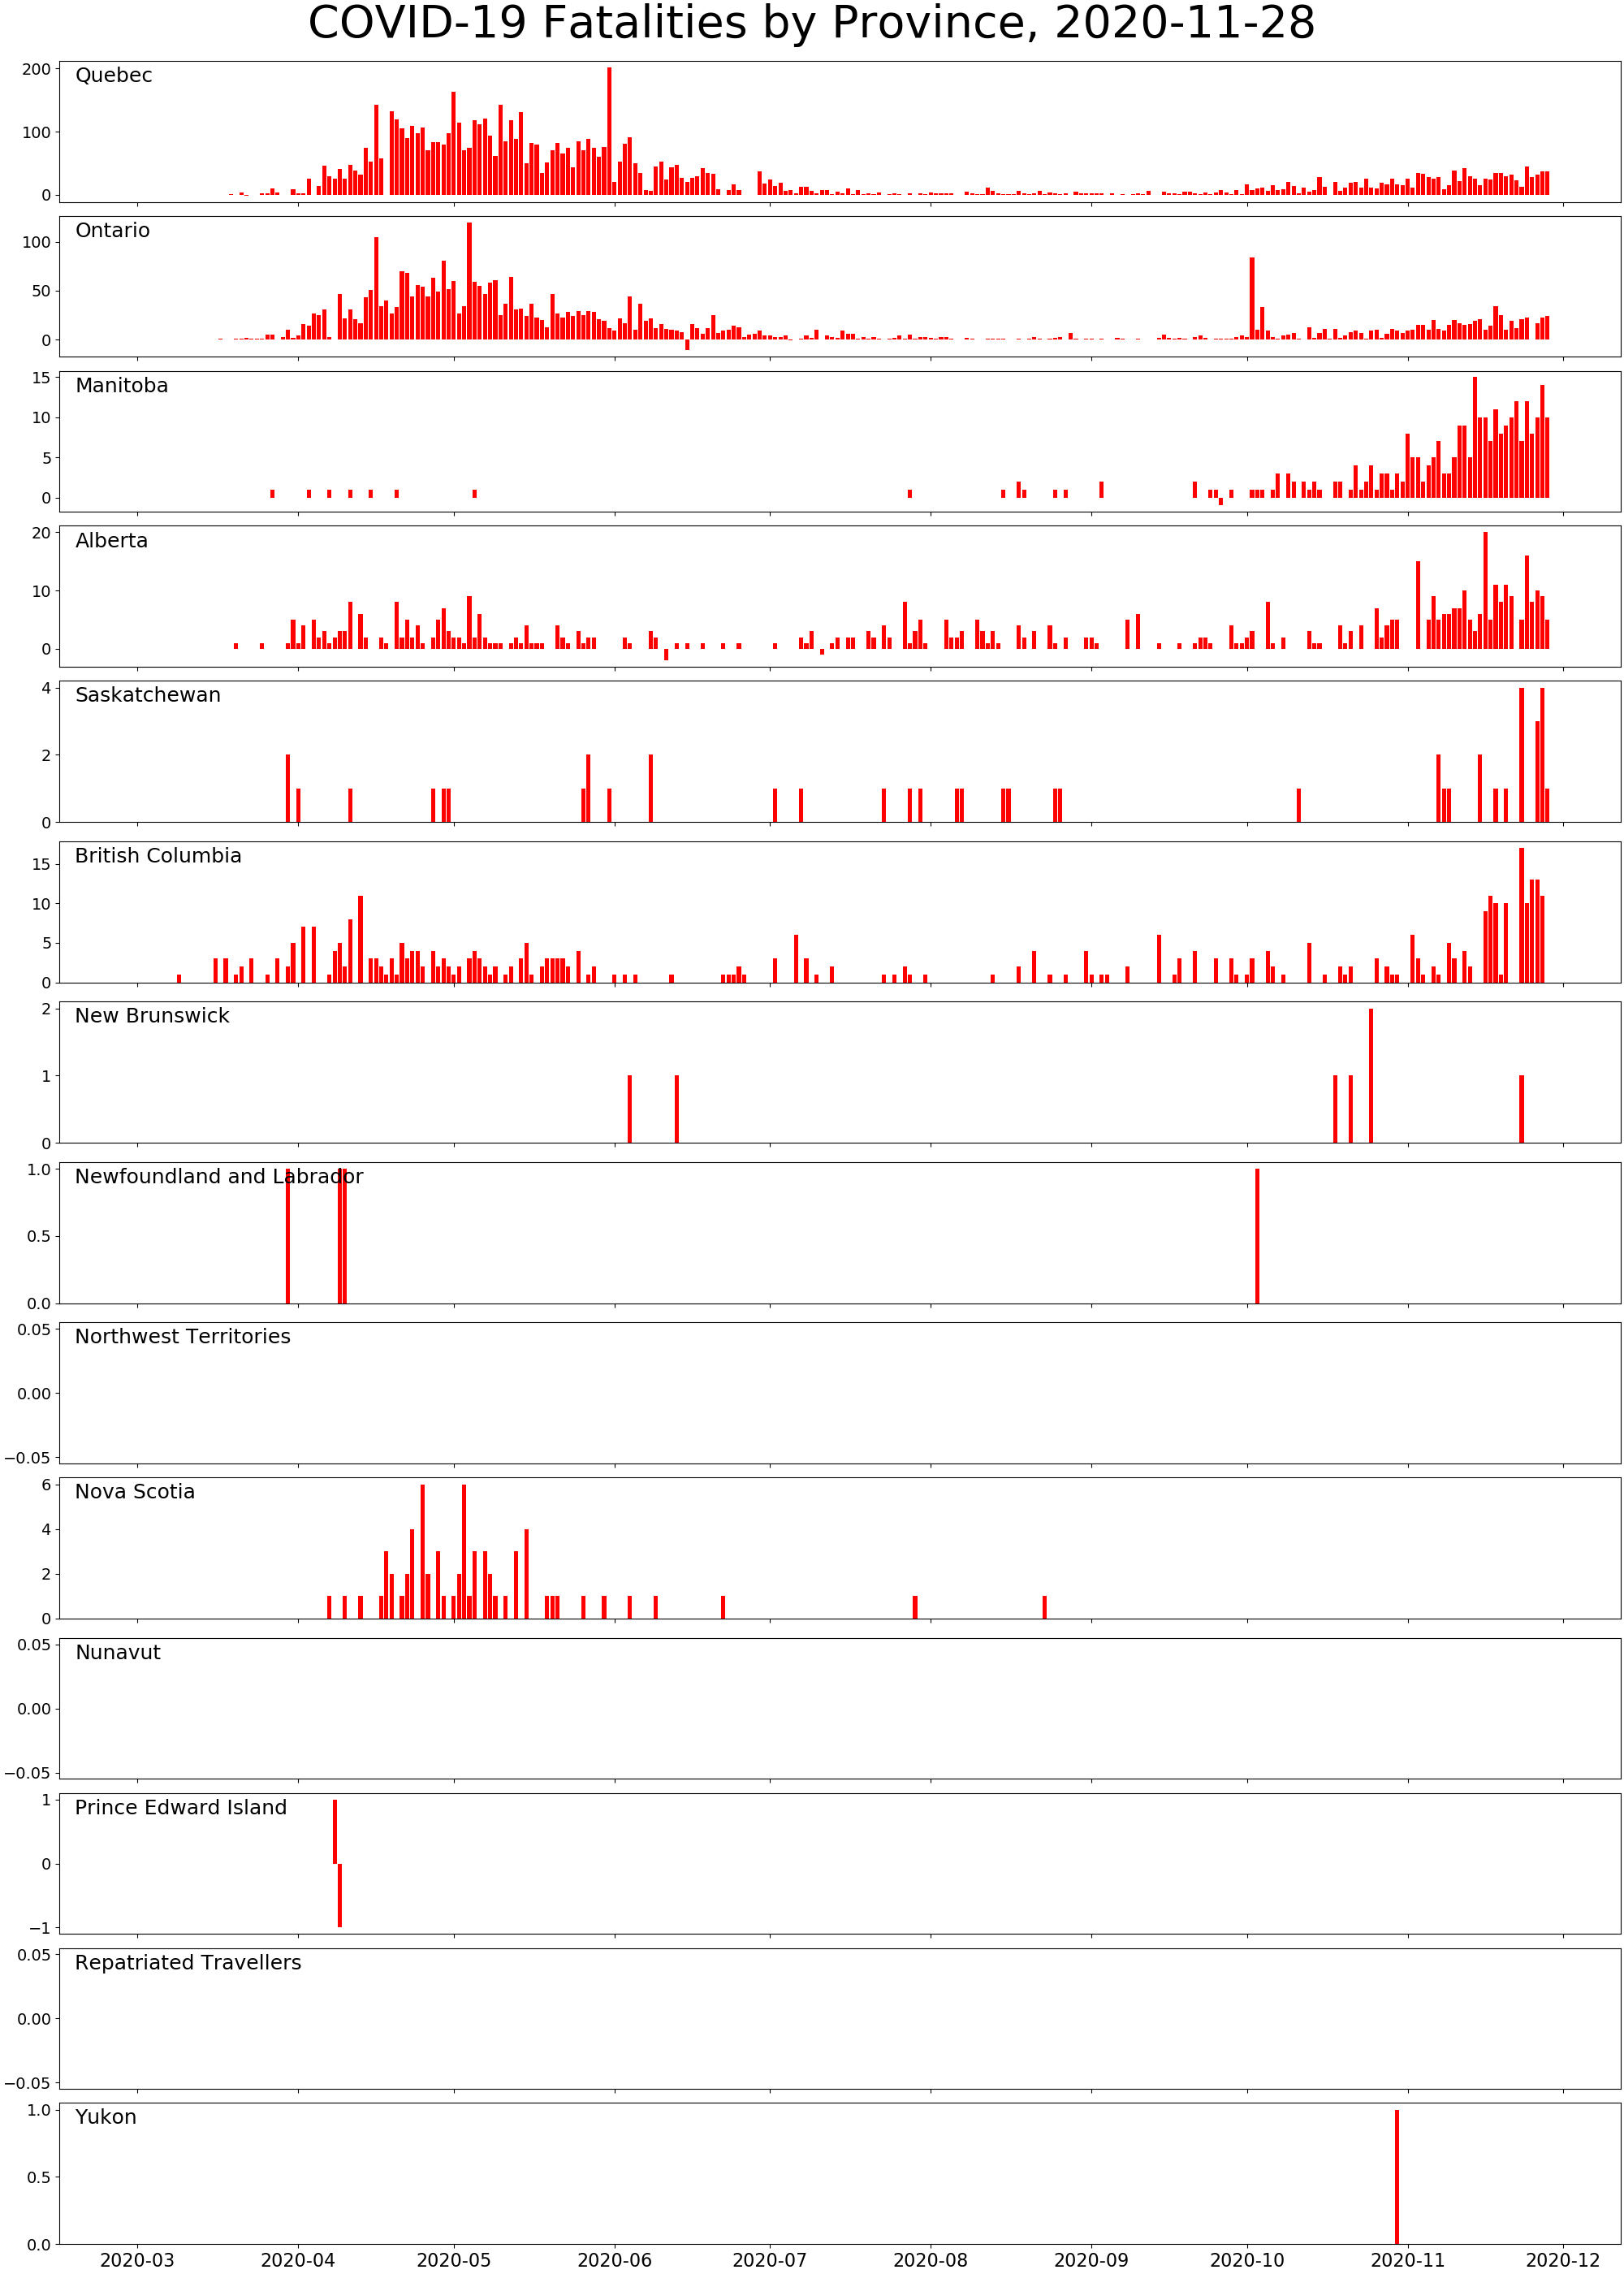 COVID-19 Fatalities by Province, 2020-11-28
Quebec
200
100
0
Ontario
100
50
0
Manitoba
15
10
5
0
Alberta
20
10
0
Saskatchewan
4
2
0
British Columbia
15
10
5
0
New Brunswick
2
1
0
Newfoundland and Labrador
1.0
0.5
0.0
Northwest Territories
0.05
0.00
−0.05
Nova Scotia
6
4
2
0
Nunavut
0.05
0.00
−0.05
Prince Edward Island
1
0
−1
Repatriated Travellers
0.05
0.00
−0.05
Yukon
1.0
0.5
0.0
2020-03 2020-04 2020-05 2020-06 2020-07 2020-08 2020-09 2020-10 2020-11 2020-12